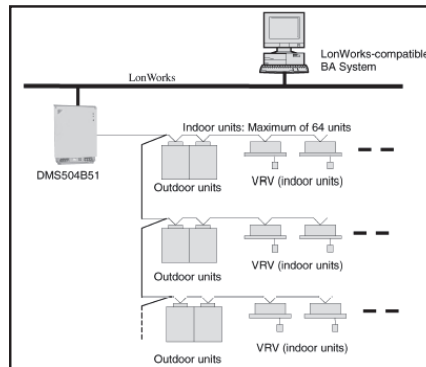 LonWorks-compatible
BA System
LonWorks
Indoor units: Maximum of 64 units
DMS504B51
Outdoor units
VRV (indoor units)
Outdoor units
VRV (indoor units)
Outdoor units
VRV (indoor units)